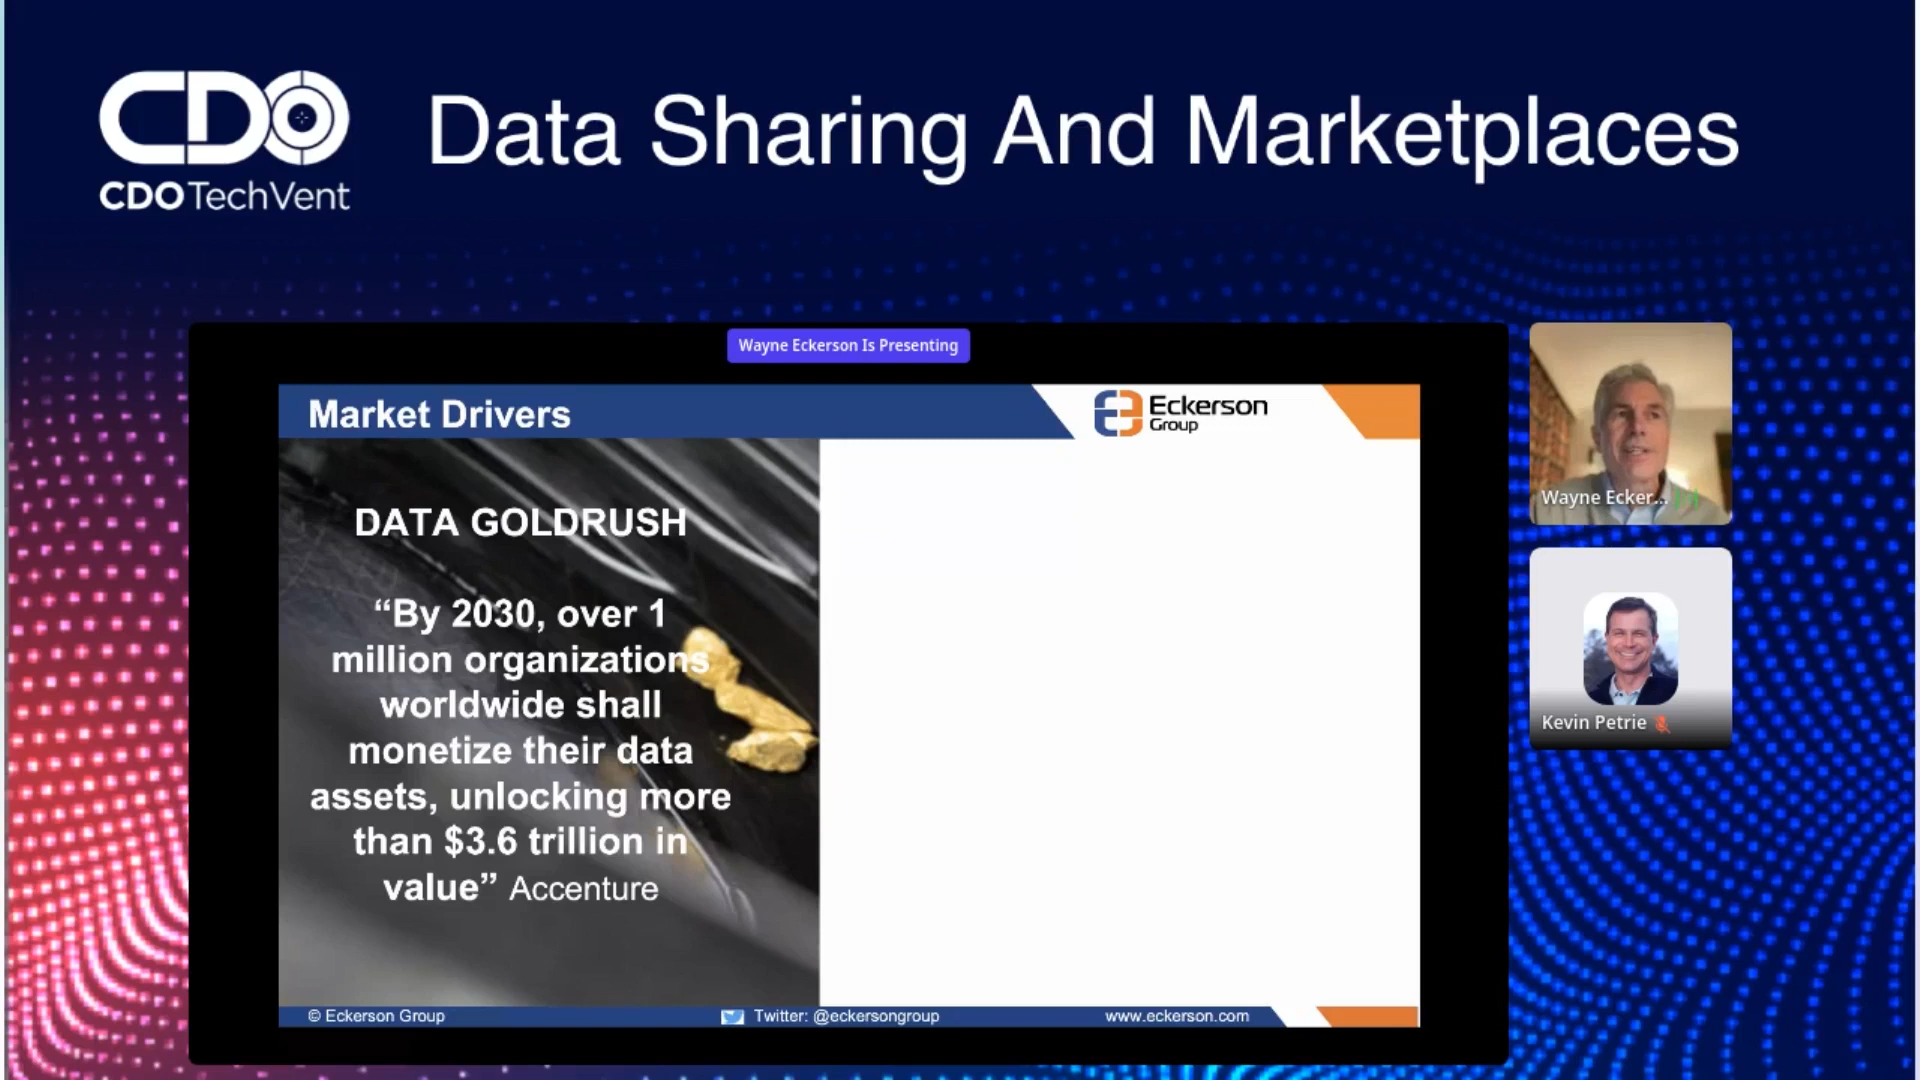 CDO
CDO TechVent
Data Sharing And Marketplaces
Wayne Eckerson Is Presenting
Market Drivers
Eckerson
Group
DATA GOLDRUSH
“By 2030, over 1
million organizations
worldwide shall
monetize their data
assets, unlocking more
than $3.6 trillion in
value” Accenture
© Eckerson Group
Twitter: @eckersongroup
www.eckerson.com
Wayne Ecker...
Kevin Petrie